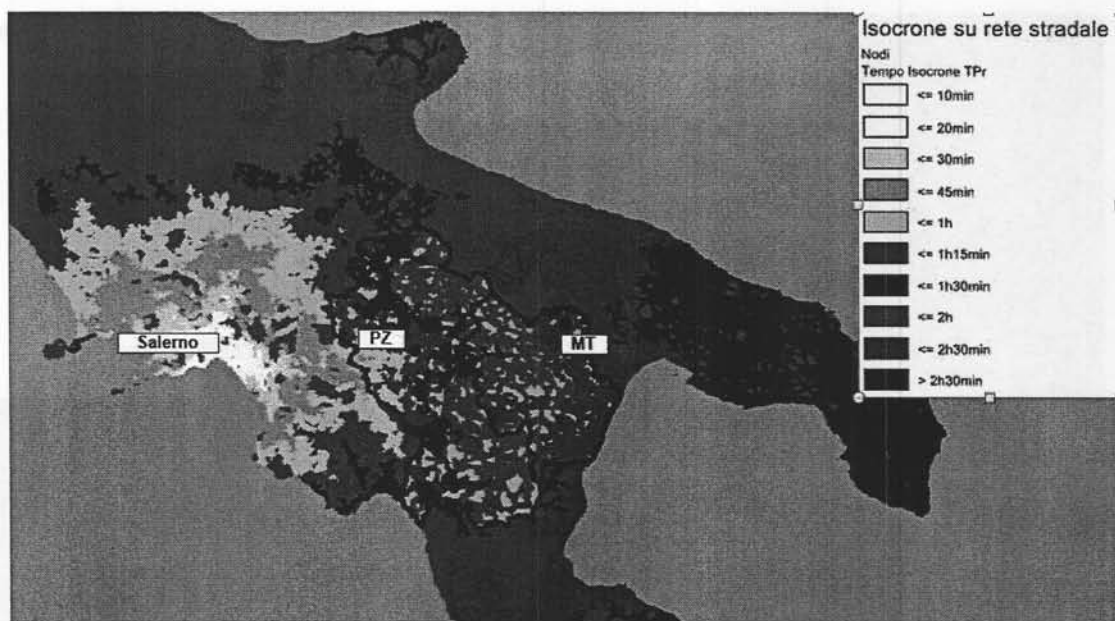 Isocrone su rete stradale
Nodi
Tempo Isocrone TPr
<= 10min
<= 20min
<= 30min
<= 45min
<= 1h
<= 1h15min
<= 1h30min
<= 2h
<= 2h30min
> 2h30min
Salerno
PZ
MT